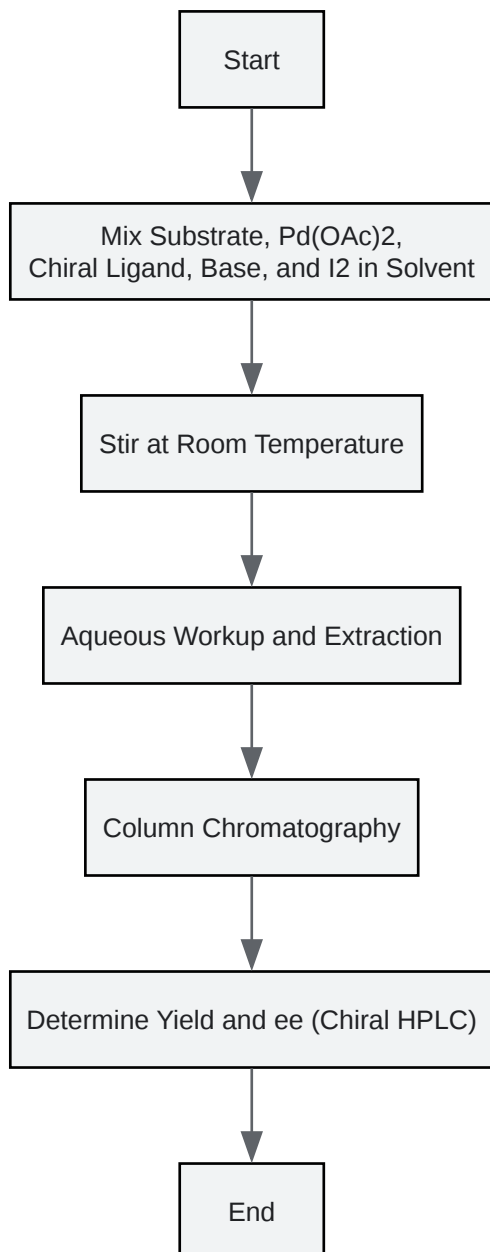 Start
Mix Substrate, Pd(OAc)2,
Chiral Ligand, Base, and I2 in Solvent
Stir at Room Temperature
Aqueous Workup and Extraction
Column Chromatography
Determine Yield and ee (Chiral HPLC)
End